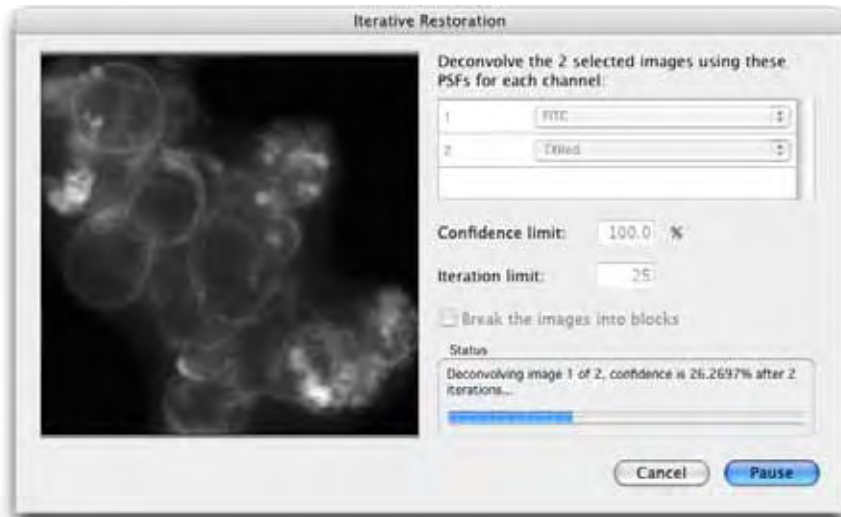 Iterative Restoration
Deconvolve the 2 selected images using these
PSFs for each channel:
1 FITC
2 TXRed
Confidence limit: 100.0 %
Iteration limit: 25
Break the images into blocks
Status
Deconvolving image 1 of 2, confidence is 26.2697% after 2
iterations...
Cancel Pause